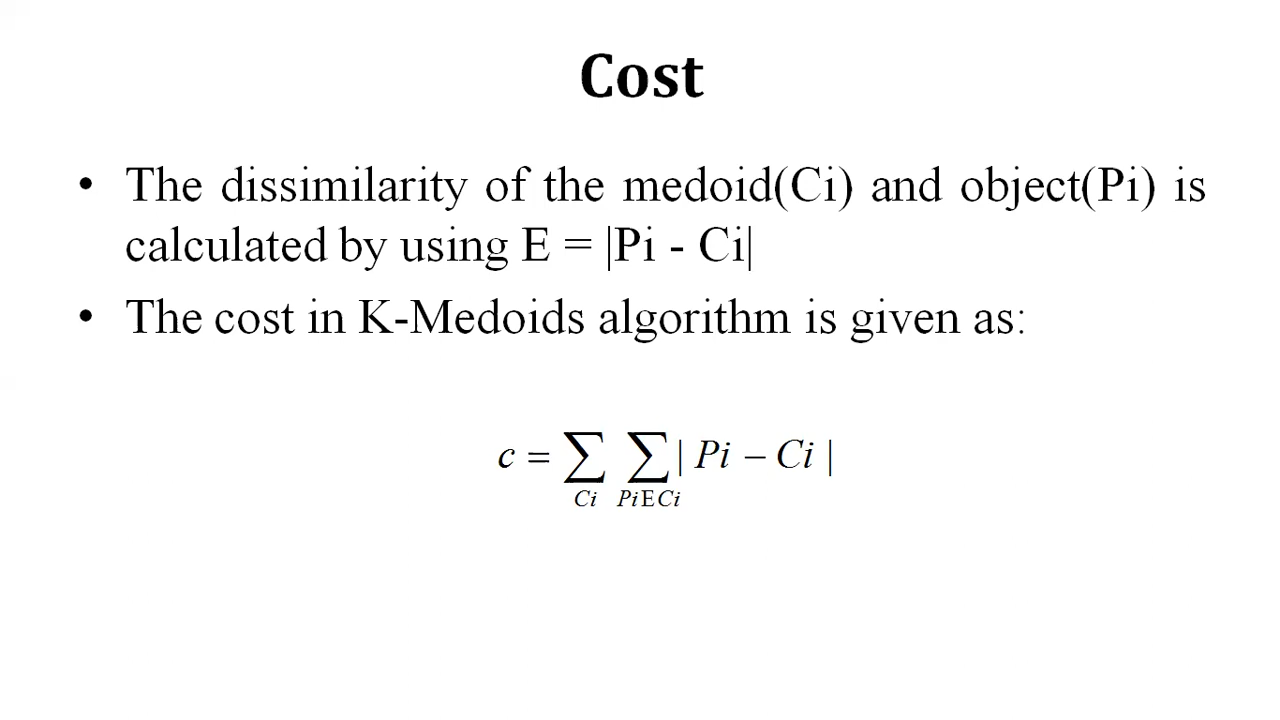 Cost
• The dissimilarity of the medoid(Ci) and object(Pi) is
calculated by using E = |Pi - Ci|
• The cost in K-Medoids algorithm is given as:
c = ∑ ∑ | Pi − Ci |
Ci PiECi